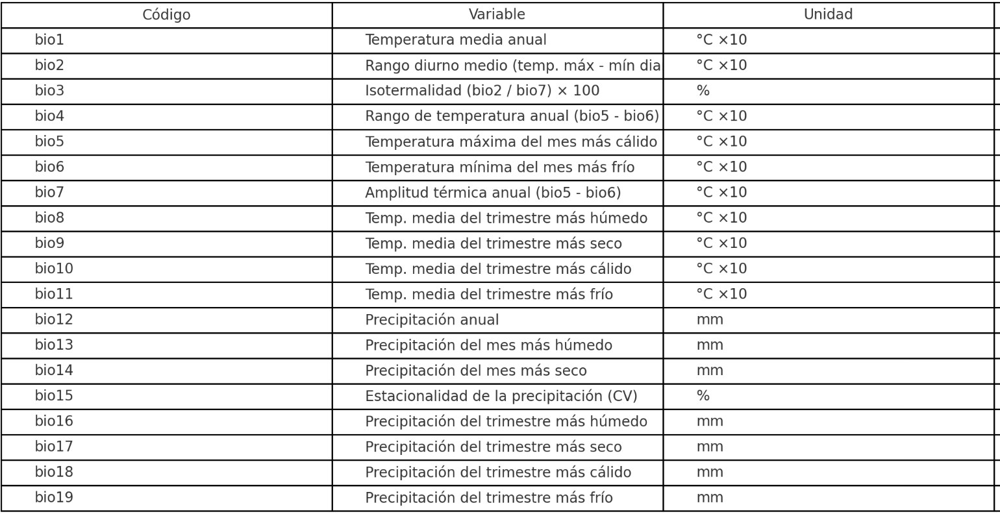 Código Variable Unidad
bio1 Temperatura media anual °C ×10
bio2 Rango diurno medio (temp. máx - mín dia °C ×10
bio3 Isotermalidad (bio2 / bio7) × 100 %
bio4 Rango de temperatura anual (bio5 - bio6) °C ×10
bio5 Temperatura máxima del mes más cálido °C ×10
bio6 Temperatura mínima del mes más frío °C ×10
bio7 Amplitud térmica anual (bio5 - bio6) °C ×10
bio8 Temp. media del trimestre más húmedo °C ×10
bio9 Temp. media del trimestre más seco °C ×10
bio10 Temp. media del trimestre más cálido °C ×10
bio11 Temp. media del trimestre más frío °C ×10
bio12 Precipitación anual mm
bio13 Precipitación del mes más húmedo mm
bio14 Precipitación del mes más seco mm
bio15 Estacionalidad de la precipitación (CV) %
bio16 Precipitación del trimestre más húmedo mm
bio17 Precipitación del trimestre más seco mm
bio18 Precipitación del trimestre más cálido mm
bio19 Precipitación del trimestre más frío mm